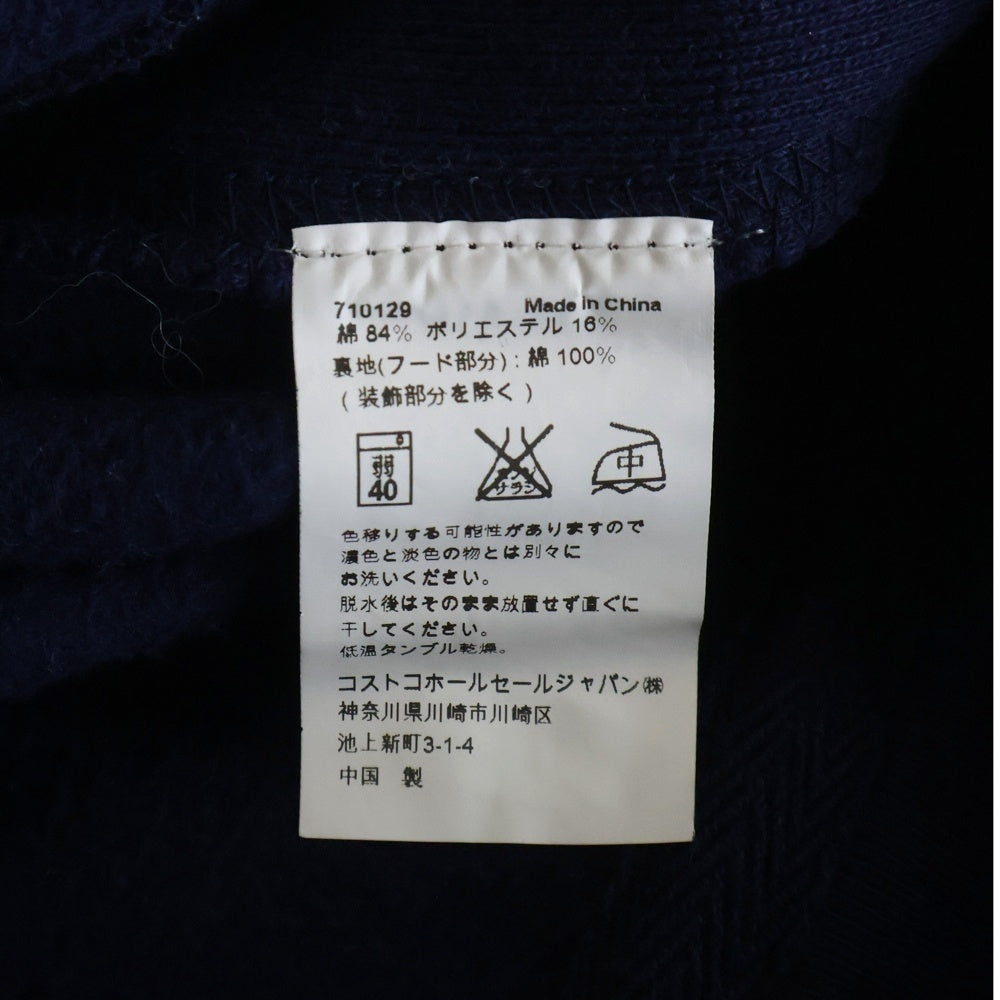 710129 Made in China
綿 84% ポリエステル 16%
裏地(フード部分) : 綿 100%
( 装飾部分を除く )
弱 40 エンソ サラシ 中
色移りする可能性がありますので
濃色と淡色の物とは別々に
お洗いください。
脱水後はそのまま放置せず直ぐに
干してください。
低温タンブル乾燥。
コストコホールセールジャパン㈱
神奈川県川崎市川崎区
池上新町3-1-4
中国 製